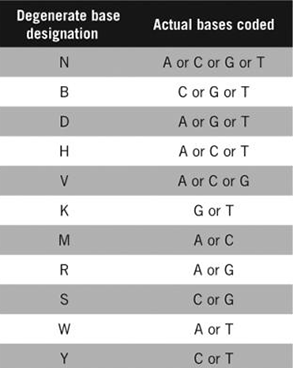 Degenerate base designation Actual bases coded
N A or C or G or T
B C or G or T
D A or G or T
H A or C or T
V A or C or G
K G or T
M A or C
R A or G
S C or G
W A or T
Y C or T